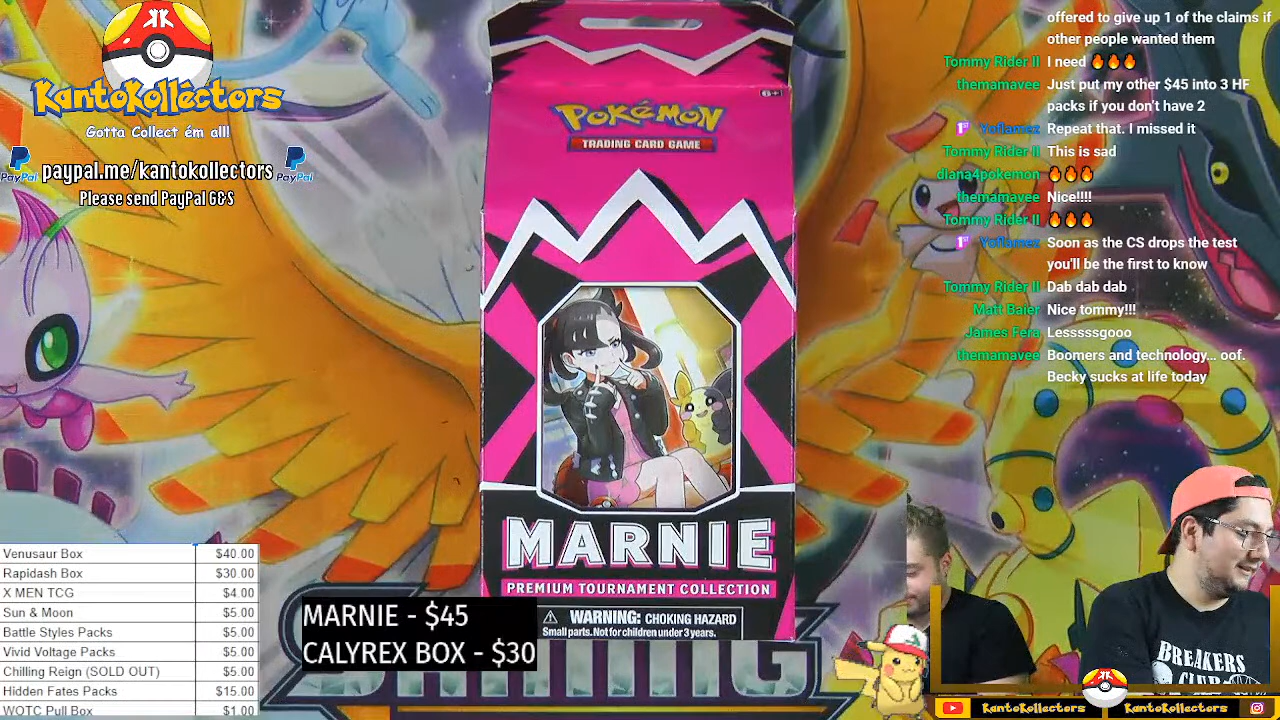 KK
KantoKollectors
Gotta Collect ém all!
PayPal
paypal.me/kantokollectors
PayPal
Please send PayPal G&S
6+
POKéMON
TRADING CARD GAME
MARNIE
PREMIUM TOURNAMENT COLLECTION
WARNING: CHOKING HAZARD
Small parts. Not for children under 3 years.
offered to give up 1 of the claims if
other people wanted them
Tommy Rider II I need 🔥🔥🔥
themamavee Just put my other $45 into 3 HF
packs if you don't have 2
Yoflamez Repeat that. I missed it
Tommy Rider II This is sad
diana4pokemon 🔥🔥🔥
themamavee Nice!!!!
Tommy Rider II 🔥🔥🔥
Yoflamez Soon as the CS drops the test
you'll be the first to know
Tommy Rider II Dab dab dab
Matt Baier Nice tommy!!!
James Fera Lesssssgooo
themamavee Boomers and technology... oof.
Becky sucks at life today
Venusaur Box $40.00
Rapidash Box $30.00
X MEN TCG $4.00
Sun & Moon $5.00
Battle Styles Packs $5.00
Vivid Voltage Packs $5.00
Chilling Reign (SOLD OUT) $5.00
Hidden Fates Packs $15.00
WOTC Pull Box $1.00
MARNIE - $45
CALYREX BOX - $30
BREAKERS
CLUB
KantoKollectors
KantoKollectors